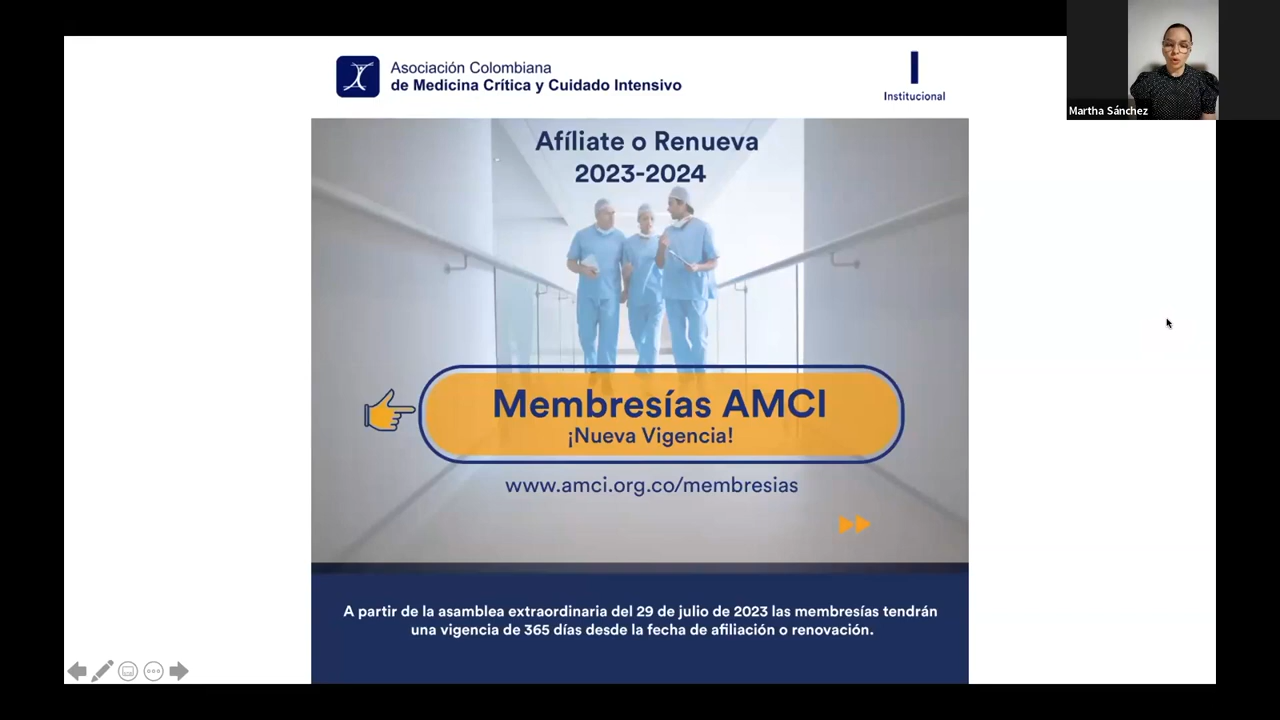 Asociación Colombiana
de Medicina Crítica y Cuidado Intensivo
Institucional
Martha Sánchez
Afíliate o Renueva
2023-2024
Membresías AMCI
¡Nueva Vigencia!
www.amci.org.co/membresias
A partir de la asamblea extraordinaria del 29 de julio de 2023 las membresías tendrán
una vigencia de 365 días desde la fecha de afiliación o renovación.